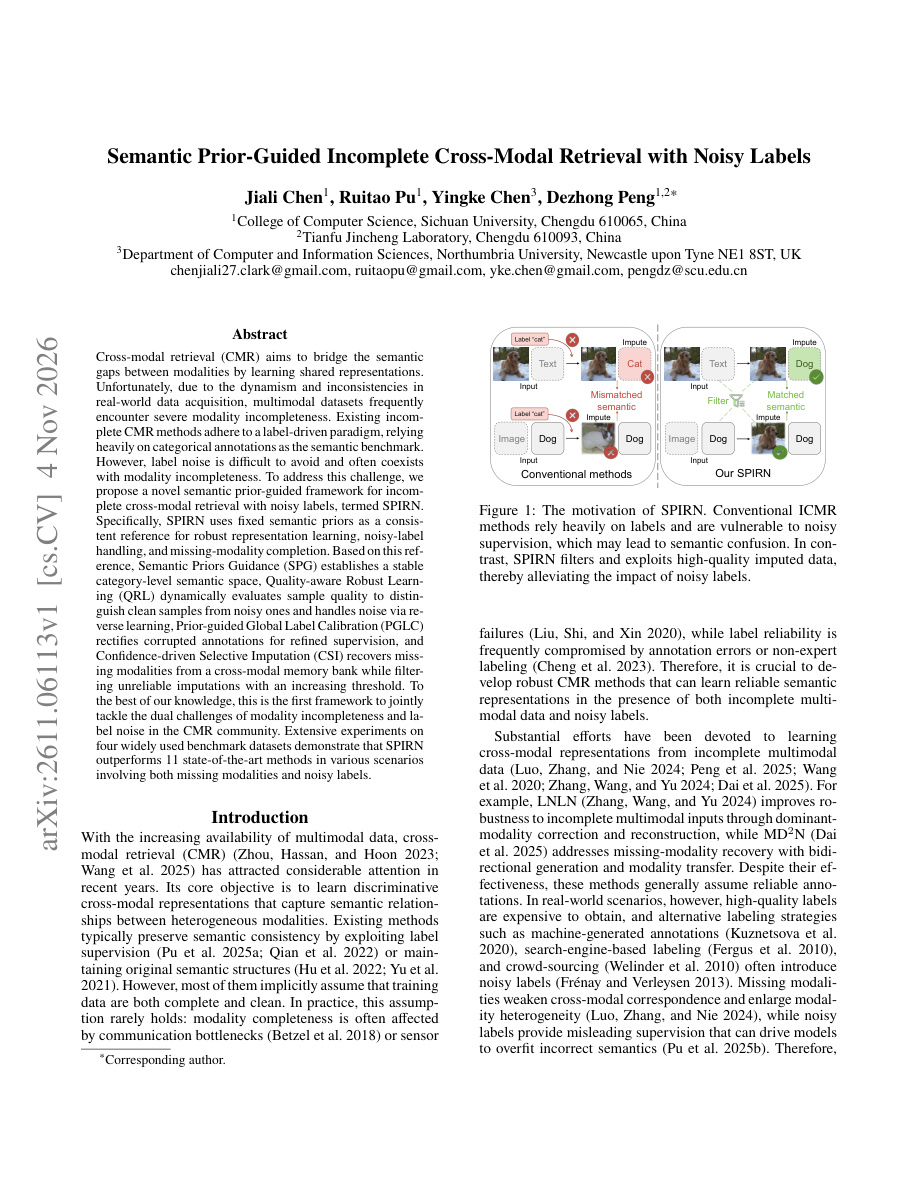 Semantic Prior-Guided Incomplete Cross-Modal Retrieval with Noisy Labels
Jiali Chen1, Ruitao Pu1, Yingke Chen3, Dezhong Peng1,2*
1College of Computer Science, Sichuan University, Chengdu 610065, China
2Tianfu Jincheng Laboratory, Chengdu 610093, China
3Department of Computer and Information Sciences, Northumbria University, Newcastle upon Tyne NE1 8ST, UK
chenjiali27.clark@gmail.com, ruitaopu@gmail.com, yke.chen@gmail.com, pengdz@scu.edu.cn
arXiv:2611.06113v1 [cs.CV] 4 Nov 2026
Abstract
Cross-modal retrieval (CMR) aims to bridge the semantic
gaps between modalities by learning shared representations.
Unfortunately, due to the dynamism and inconsistencies in
real-world data acquisition, multimodal datasets frequently
encounter severe modality incompleteness. Existing incom-
plete CMR methods adhere to a label-driven paradigm, relying
heavily on categorical annotations as the semantic benchmark.
However, label noise is difficult to avoid and often coexists
with modality incompleteness. To address this challenge, we
propose a novel semantic prior-guided framework for incom-
plete cross-modal retrieval with noisy labels, termed SPIRN.
Specifically, SPIRN uses fixed semantic priors as a consis-
tent reference for robust representation learning, noisy-label
handling, and missing-modality completion. Based on this ref-
erence, Semantic Priors Guidance (SPG) establishes a stable
category-level semantic space, Quality-aware Robust Learn-
ing (QRL) dynamically evaluates sample quality to distin-
guish clean samples from noisy ones and handles noise via re-
verse learning, Prior-guided Global Label Calibration (PGLC)
rectifies corrupted annotations for refined supervision, and
Confidence-driven Selective Imputation (CSI) recovers miss-
ing modalities from a cross-modal memory bank while filter-
ing unreliable imputations with an increasing threshold. To
the best of our knowledge, this is the first framework to jointly
tackle the dual challenges of modality incompleteness and la-
bel noise in the CMR community. Extensive experiments on
four widely used benchmark datasets demonstrate that SPIRN
outperforms 11 state-of-the-art methods in various scenarios
involving both missing modalities and noisy labels.
Introduction
With the increasing availability of multimodal data, cross-
modal retrieval (CMR) (Zhou, Hassan, and Hoon 2023;
Wang et al. 2025) has attracted considerable attention in
recent years. Its core objective is to learn discriminative
cross-modal representations that capture semantic relation-
ships between heterogeneous modalities. Existing methods
typically preserve semantic consistency by exploiting label
supervision (Pu et al. 2025a; Qian et al. 2022) or main-
taining original semantic structures (Hu et al. 2022; Yu et al.
2021). However, most of them implicitly assume that training
data are both complete and clean. In practice, this assump-
tion rarely holds: modality completeness is often affected
by communication bottlenecks (Betzel et al. 2018) or sensor
*Corresponding author.
Label "cat"
Impute
Text
Cat
Input
Mismatched
semantic
Label "cat"
Impute
Image
Dog
Dog
Input
Conventional methods
Impute
Text
Dog
Input
Filter
Matched
semantic
Impute
Image
Dog
Dog
Input
Our SPIRN
Figure 1: The motivation of SPIRN. Conventional ICMR
methods rely heavily on labels and are vulnerable to noisy
supervision, which may lead to semantic confusion. In con-
trast, SPIRN filters and exploits high-quality imputed data,
thereby alleviating the impact of noisy labels.
failures (Liu, Shi, and Xin 2020), while label reliability is
frequently compromised by annotation errors or non-expert
labeling (Cheng et al. 2023). Therefore, it is crucial to de-
velop robust CMR methods that can learn reliable semantic
representations in the presence of both incomplete multi-
modal data and noisy labels.
Substantial efforts have been devoted to learning
cross-modal representations from incomplete multimodal
data (Luo, Zhang, and Nie 2024; Peng et al. 2025; Wang
et al. 2020; Zhang, Wang, and Yu 2024; Dai et al. 2025). For
example, LNLN (Zhang, Wang, and Yu 2024) improves ro-
bustness to incomplete multimodal inputs through dominant-
modality correction and reconstruction, while MD2N (Dai
et al. 2025) addresses missing-modality recovery with bidi-
rectional generation and modality transfer. Despite their ef-
fectiveness, these methods generally assume reliable anno-
tations. In real-world scenarios, however, high-quality labels
are expensive to obtain, and alternative labeling strategies
such as machine-generated annotations (Kuznetsova et al.
2020), search-engine-based labeling (Fergus et al. 2010),
and crowd-sourcing (Welinder et al. 2010) often introduce
noisy labels (Frénay and Verleysen 2013). Missing modali-
ties weaken cross-modal correspondence and enlarge modal-
ity heterogeneity (Luo, Zhang, and Nie 2024), while noisy
labels provide misleading supervision that can drive models
to overfit incorrect semantics (Pu et al. 2025b). Therefore,